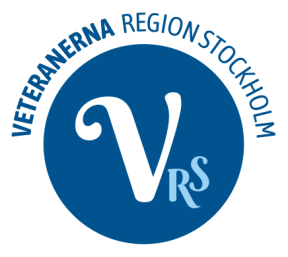 VETERANERNA REGION STOCKHOLM
VRS